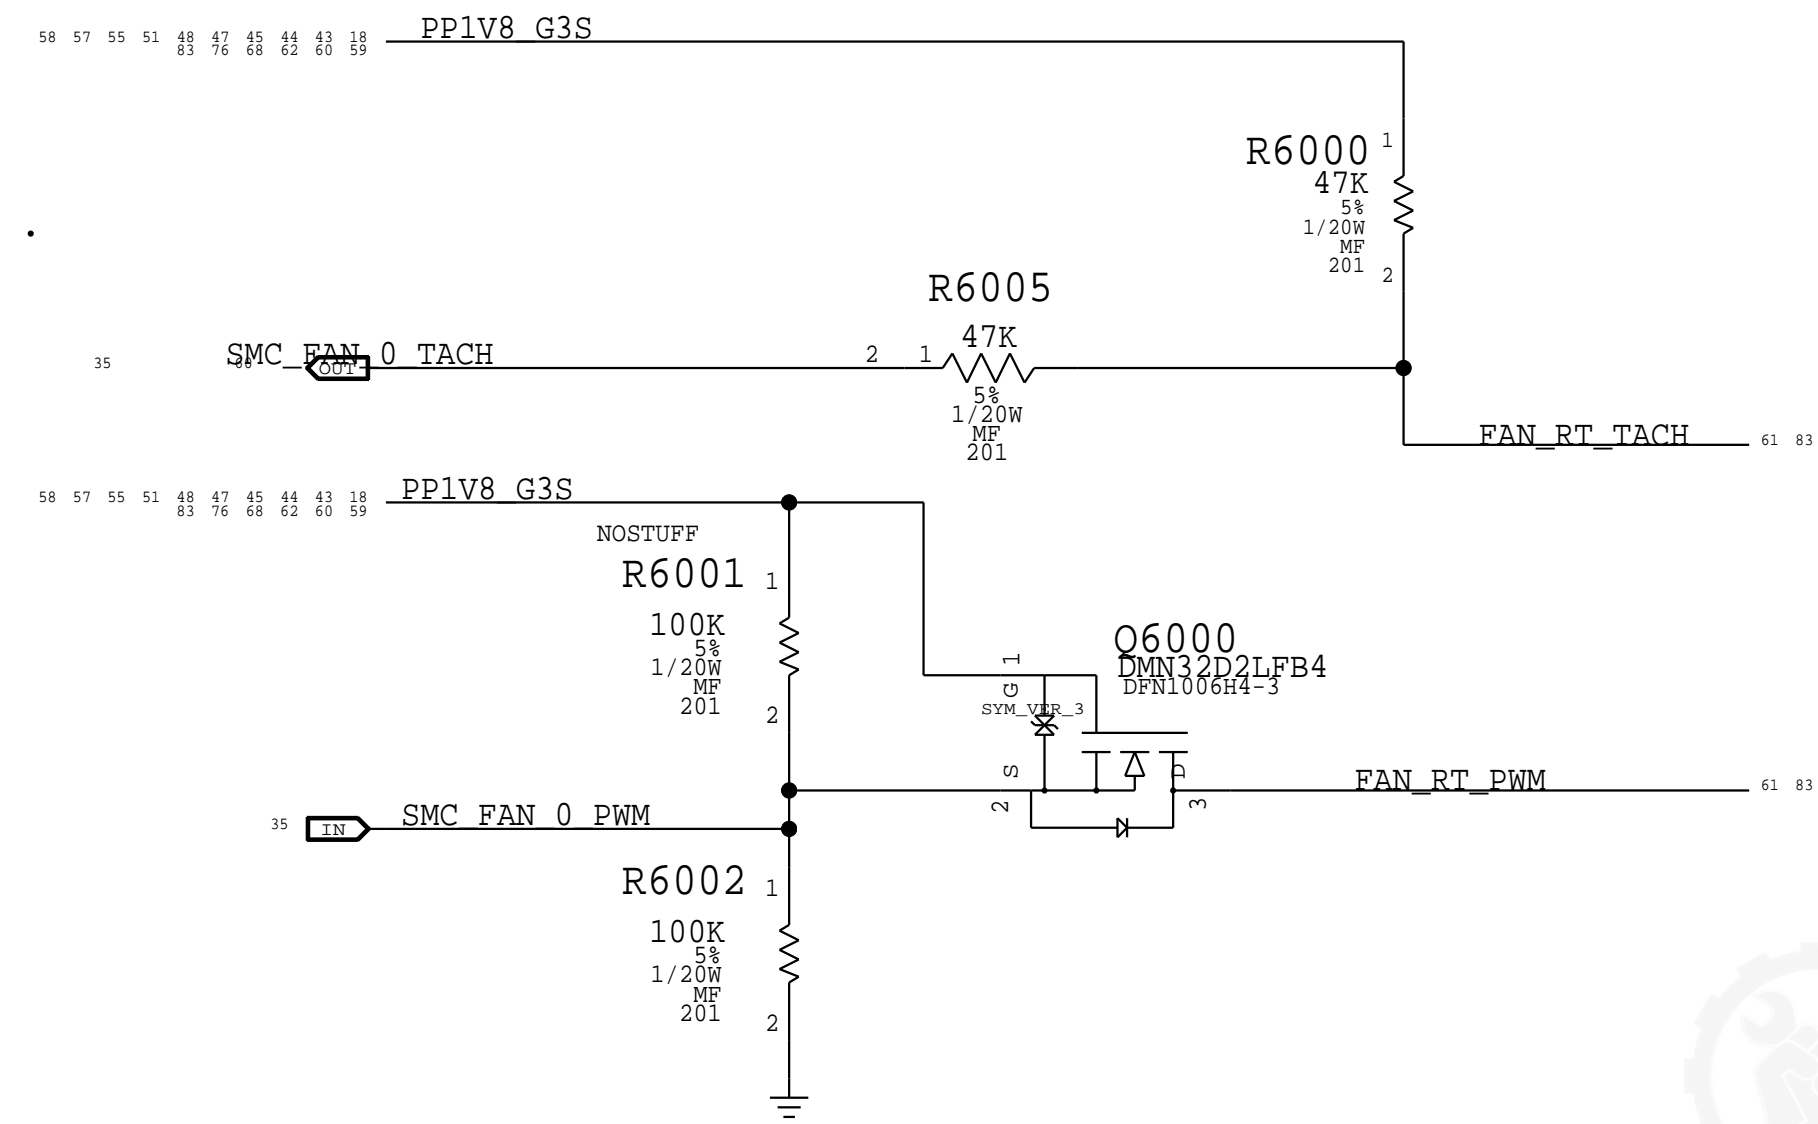 58 57 55 51 48 47 45 44 43 18
83 76 68 62 60 59
PP1V8_G3S
R6000
1
47K
5%
1/20W
MF
201
2
R6005
47K
2 1
5%
1/20W
MF
201
35
60
SMC_FAN_0_TACH
OUT
FAN_RT_TACH
61 83
58 57 55 51 48 47 45 44 43 18
83 76 68 62 60 59
PP1V8_G3S
NOSTUFF
R6001
1
100K
5%
1/20W
MF
201
2
Q6000
DMN32D2LFB4
DFN1006H4-3
1
G
SYM_VER_3
S
2
D
3
FAN_RT_PWM
61 83
35
IN
SMC_FAN_0_PWM
R6002
1
100K
5%
1/20W
MF
201
2